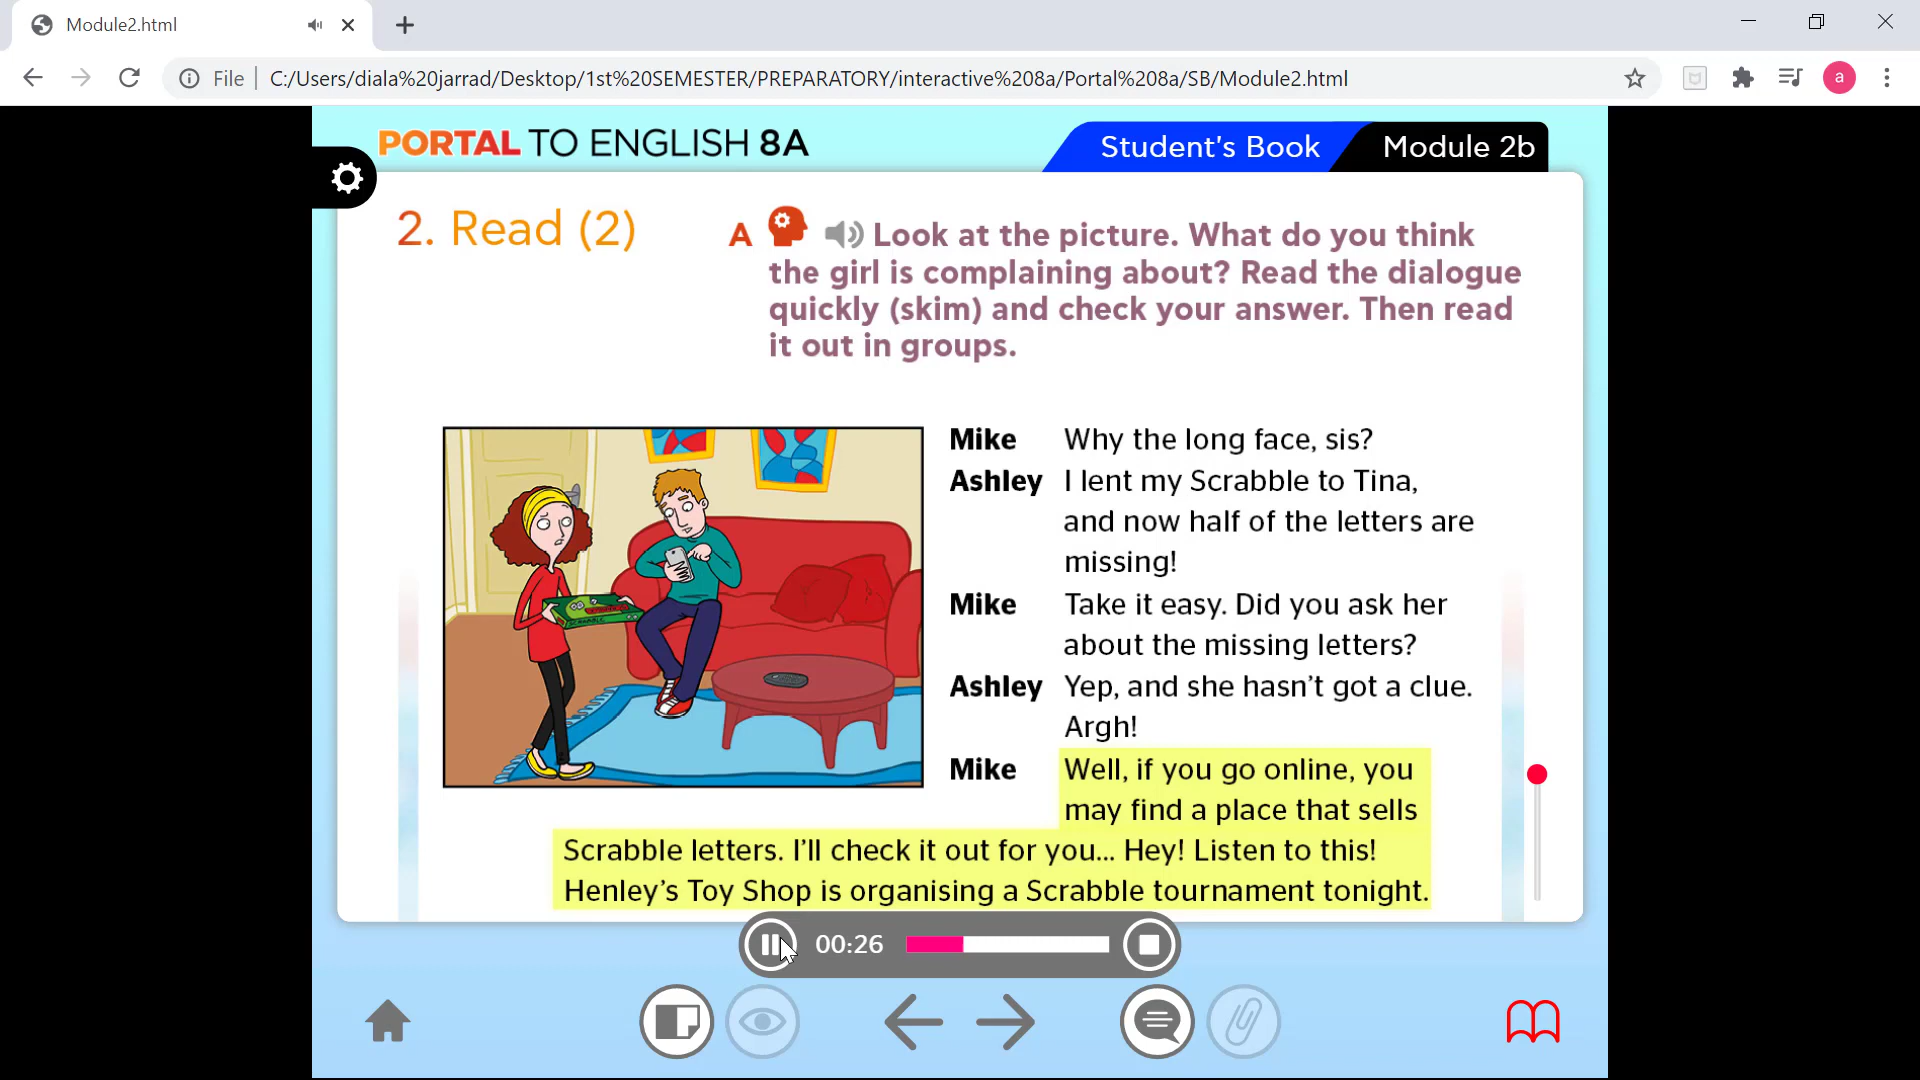 Module2.html
File
C:/Users/diala%20jarrad/Desktop/1st%20SEMESTER/PREPARATORY/interactive%208a/Portal%208a/SB/Module2.html
a
PORTAL TO ENGLISH 8A
Student's Book
Module 2b
2. Read (2)
A Look at the picture. What do you think
the girl is complaining about? Read the dialogue
quickly (skim) and check your answer. Then read
it out in groups.
SCRABBLE
Mike Why the long face, sis?
Ashley I lent my Scrabble to Tina,
and now half of the letters are
missing!
Mike Take it easy. Did you ask her
about the missing letters?
Ashley Yep, and she hasn't got a clue.
Argh!
Mike Well, if you go online, you
may find a place that sells
Scrabble letters. I'll check it out for you... Hey! Listen to this!
Henley's Toy Shop is organising a Scrabble tournament tonight.
00:26